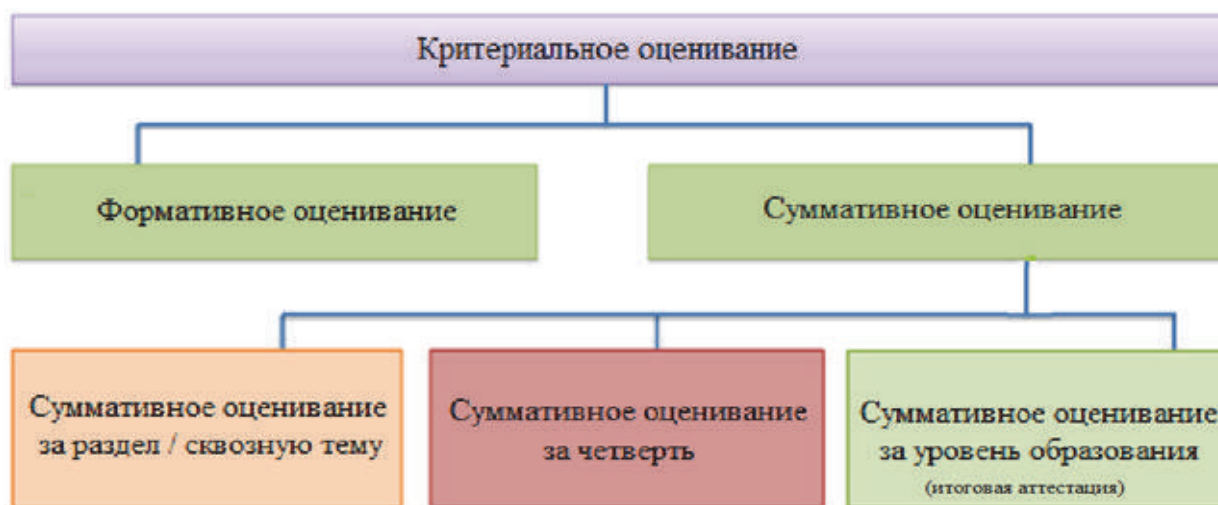 Критериальное оценивание
Формативное оценивание
Суммативное оценивание
Суммативное оценивание
за раздел / сквозную тему
Суммативное оценивание
за четверть
Суммативное оценивание
за уровень образования
(итоговая аттестация)